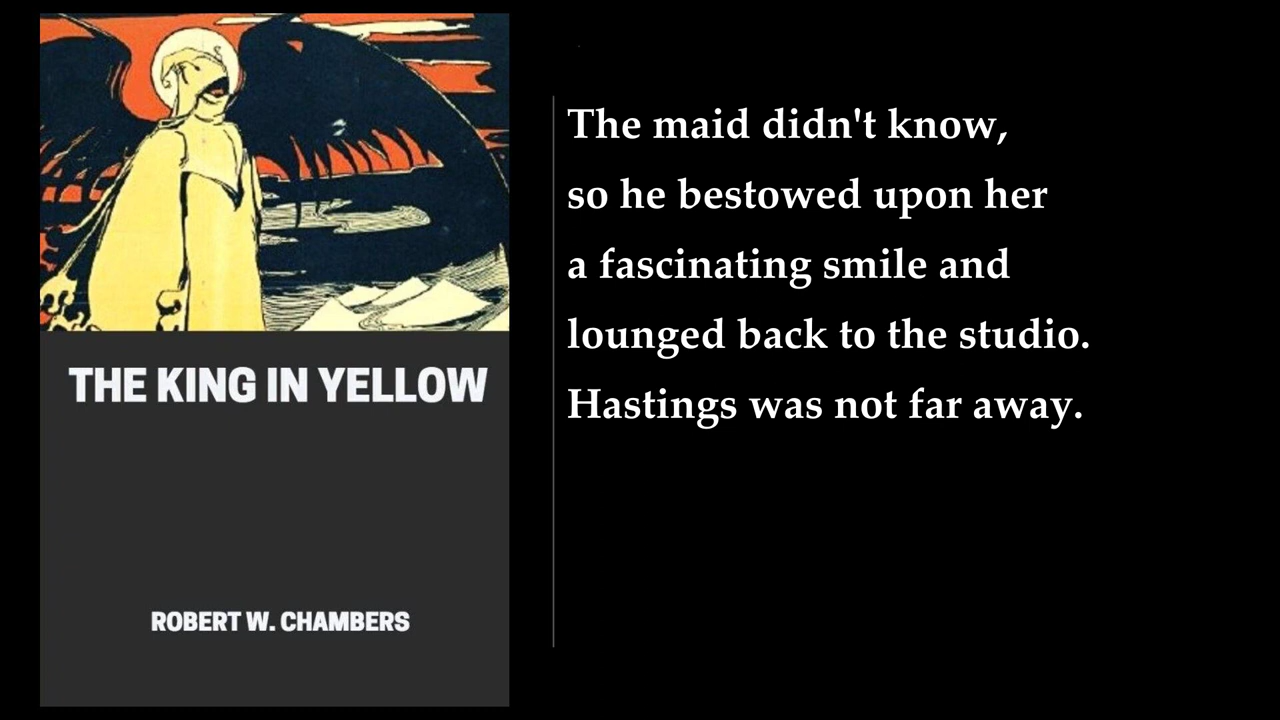 THE KING IN YELLOW
ROBERT W. CHAMBERS
The maid didn't know,
so he bestowed upon her
a fascinating smile and
lounged back to the studio.
Hastings was not far away.